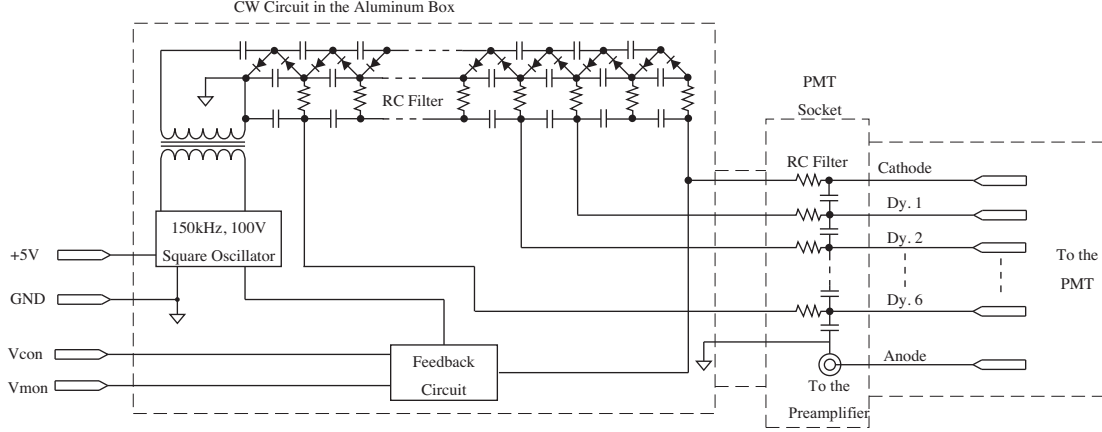 CW Circuit in the Aluminum Box
RC Filter
PMT
Socket
RC Filter
Cathode
Dy. 1
Dy. 2
Dy. 6
Anode
To the
PMT
To the
Preamplifier
150kHz, 100V
Square Oscillator
+5V
GND
Vcon
Vmon
Feedback
Circuit